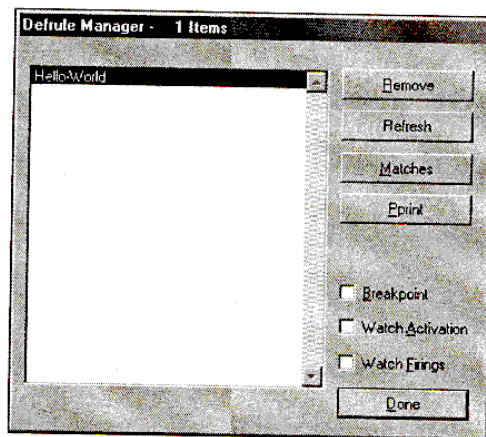 Defrule Manager - 1 Items
Hello-World
Remove
Refresh
Matches
Pprint
Breakpoint
Watch Activation
Watch Firings
Done